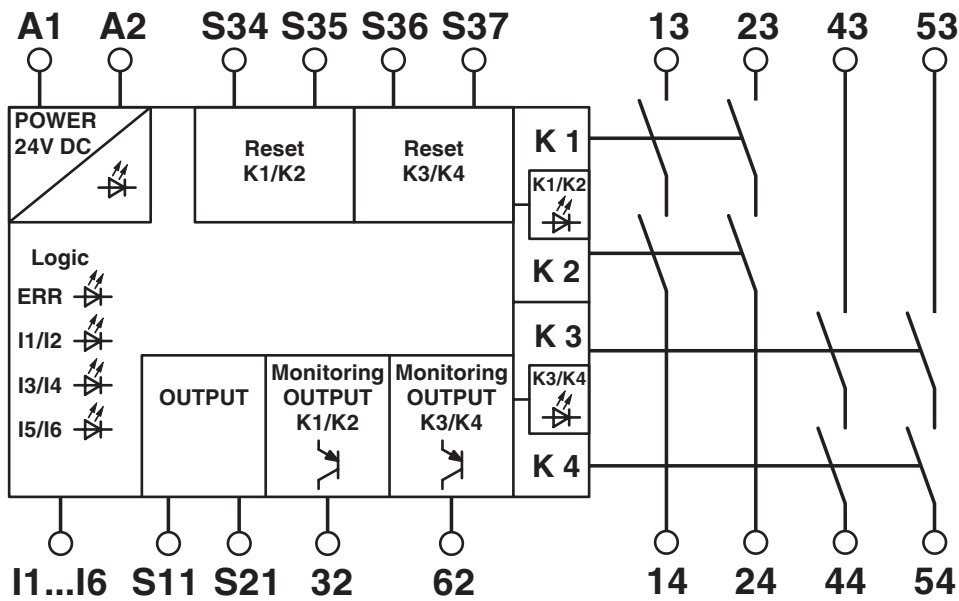 A1 A2 S34 S35 S36 S37 13 23 43 53
POWER
24V DC
Reset
K1/K2
Reset
K3/K4
K 1
K1/K2
K 2
Logic
ERR
I1/I2
I3/I4
I5/I6
K 3
K3/K4
K 4
OUTPUT
Monitoring
OUTPUT
K1/K2
Monitoring
OUTPUT
K3/K4
I1...I6 S11 S21 32 62 14 24 44 54